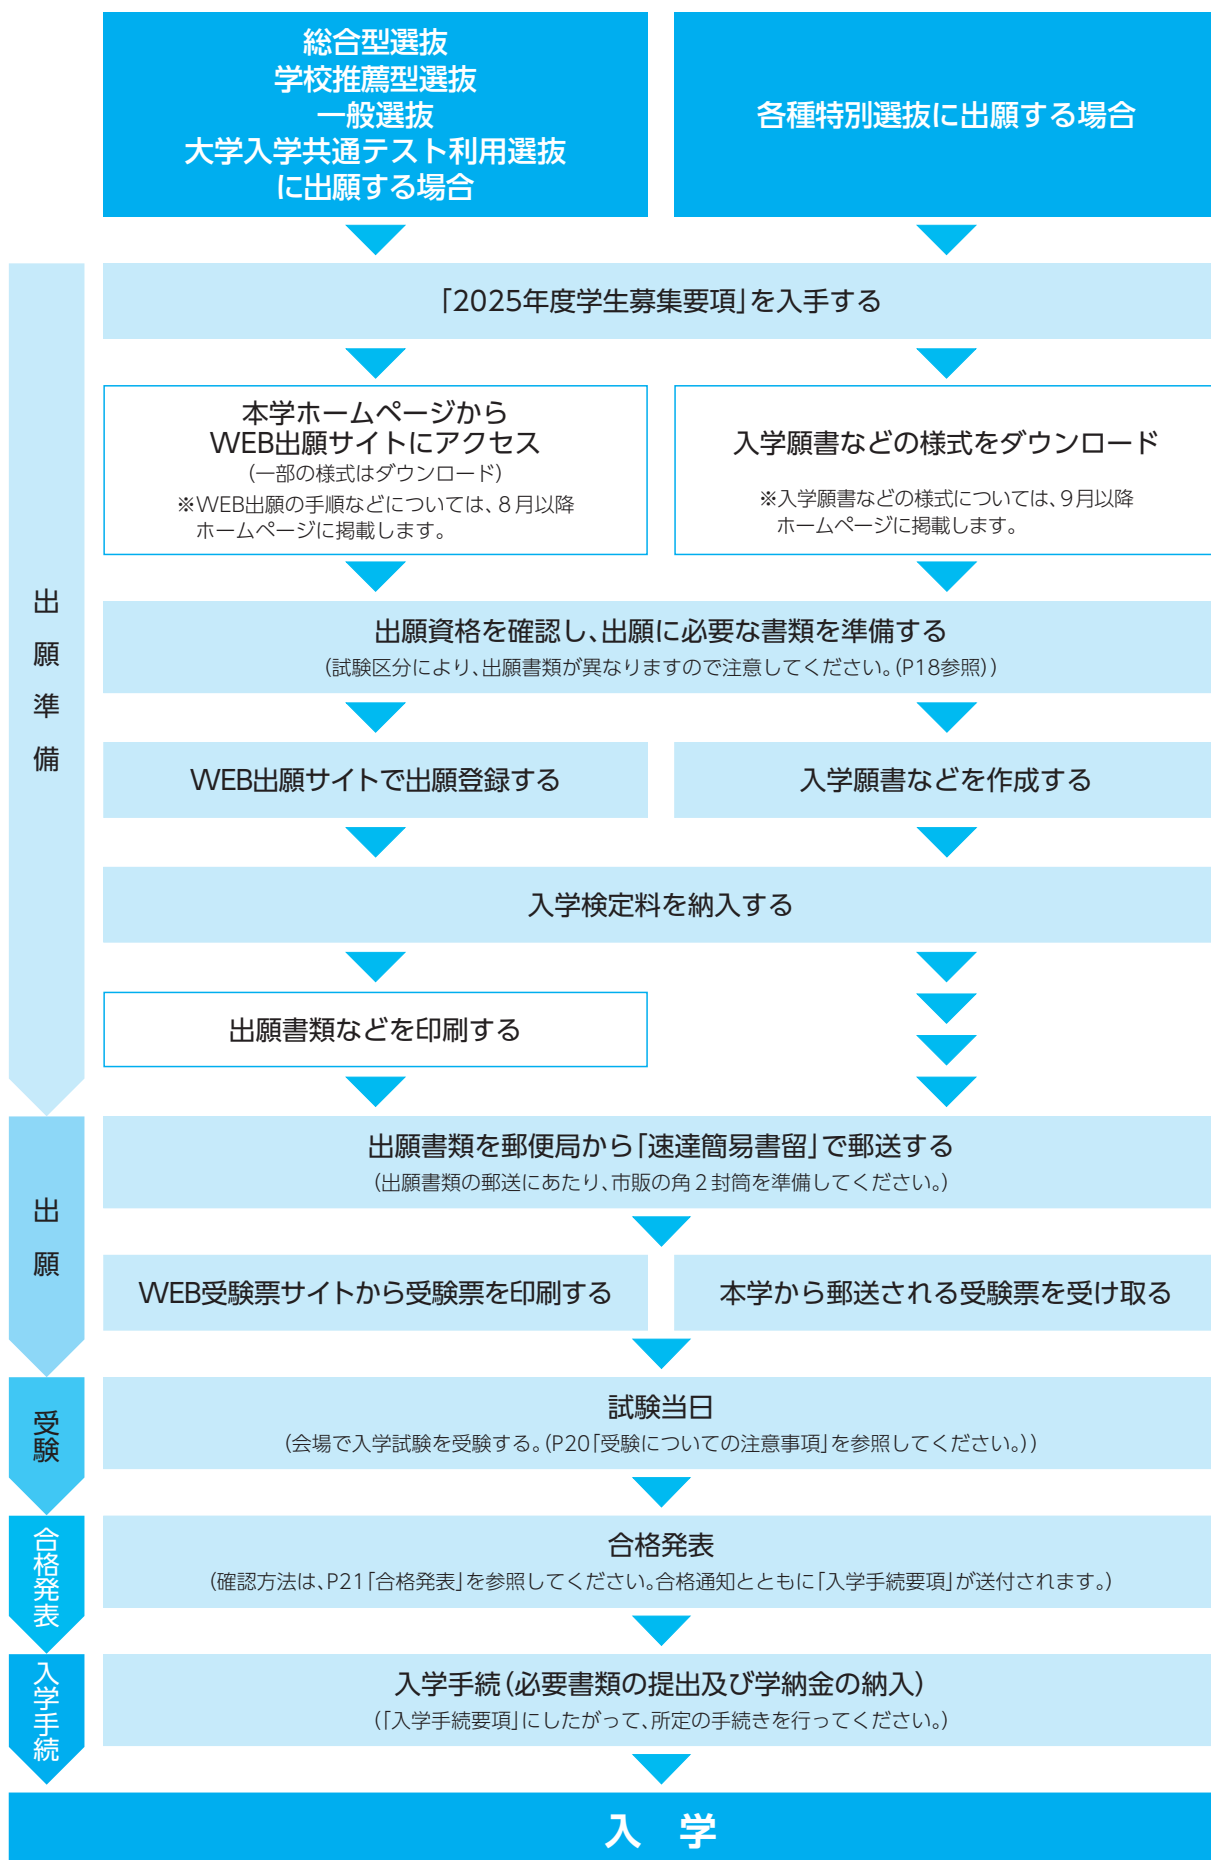 総合型選抜
学校推薦型選抜
一般選抜
大学入学共通テスト利用選抜
に出願する場合
各種特別選抜に出願する場合
出願準備
「2025年度学生募集要項」を入手する
本学ホームページから
WEB出願サイトにアクセス
(一部の様式はダウンロード)
※WEB出願の手順などについては、8月以降
ホームページに掲載します。
入学願書などの様式をダウンロード
※入学願書などの様式については、9月以降
ホームページに掲載します。
出願資格を確認し、出願に必要な書類を準備する
(試験区分により、出願書類が異なりますので注意してください。(P18参照))
WEB出願サイトで出願登録する
入学願書などを作成する
入学検定料を納入する
出願書類などを印刷する
出願
出願書類を郵便局から「速達簡易書留」で郵送する
(出願書類の郵送にあたり、市販の角2封筒を準備してください。)
WEB受験票サイトから受験票を印刷する
本学から郵送される受験票を受け取る
受験
試験当日
(会場で入学試験を受験する。(P20「受験についての注意事項」を参照してください。))
合格発表
合格発表
(確認方法は、P21「合格発表」を参照してください。合格通知とともに「入学手続要項」が送付されます。)
入学手続
入学手続(必要書類の提出及び学納金の納入)
(「入学手続要項」にしたがって、所定の手続きを行ってください。)
入 学